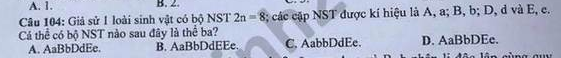 A. 1. B. 2.
Câu 104: Giả sử 1 loài sinh vật có bộ NST 2n = 8; các cặp NST được kí hiệu là A, a; B, b; D, d và E, e.
Cá thể có bộ NST nào sau đây là thể ba?
A. AaBbDdEe. B. AaBbDdEEe. C. AabbDdEe. D. AaBbDEe.